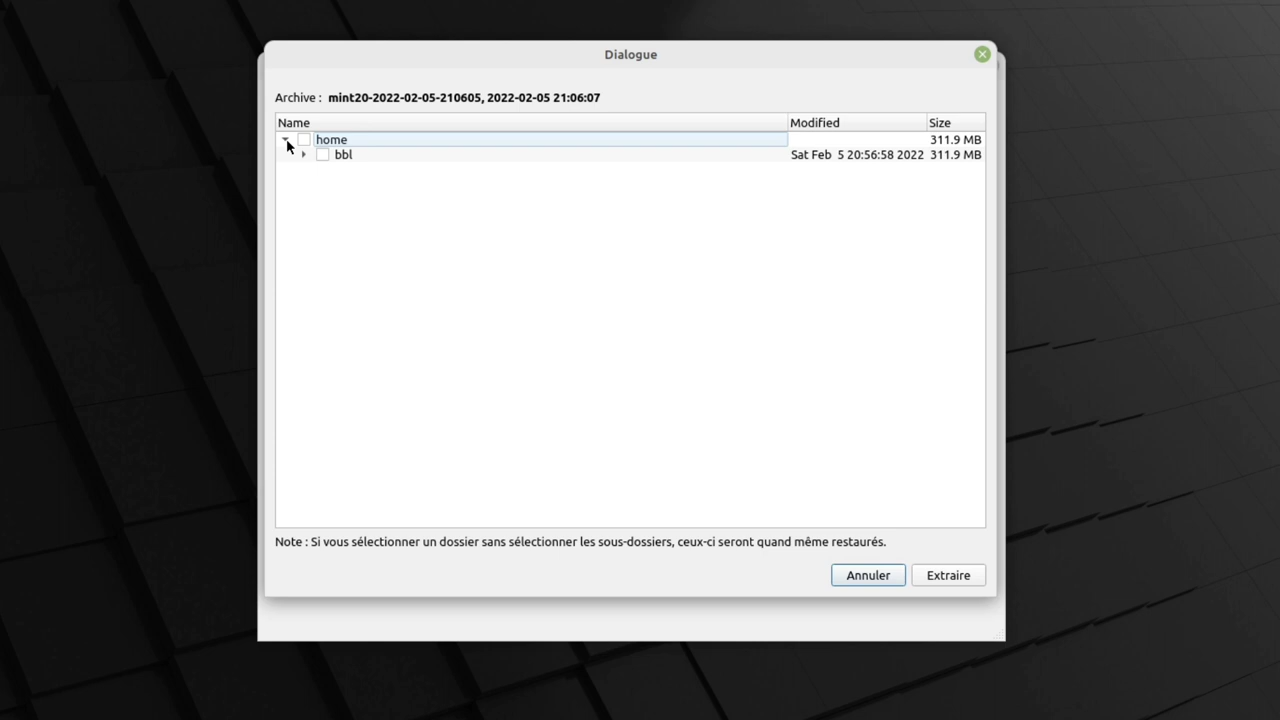 Dialogue
Archive : mint20-2022-02-05-210605, 2022-02-05 21:06:07
Name Modified Size
home 311.9 MB
bbl Sat Feb 5 20:56:58 2022 311.9 MB
Note : Si vous sélectionner un dossier sans sélectionner les sous-dossiers, ceux-ci seront quand même restaurés.
Annuler Extraire